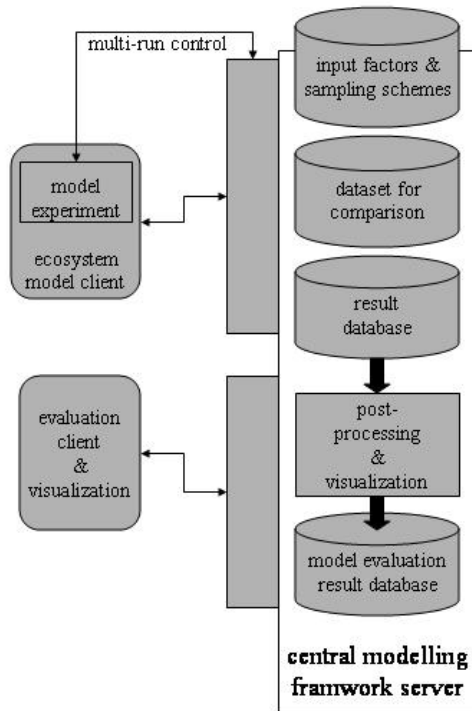 multi-run control
input factors &
sampling schemes
model
experiment
ecosystem
model client
dataset for
comparison
result
database
evaluation
client
&
visualization
post-
processing
&
visualization
model evaluation
result database
central modelling
framwork server